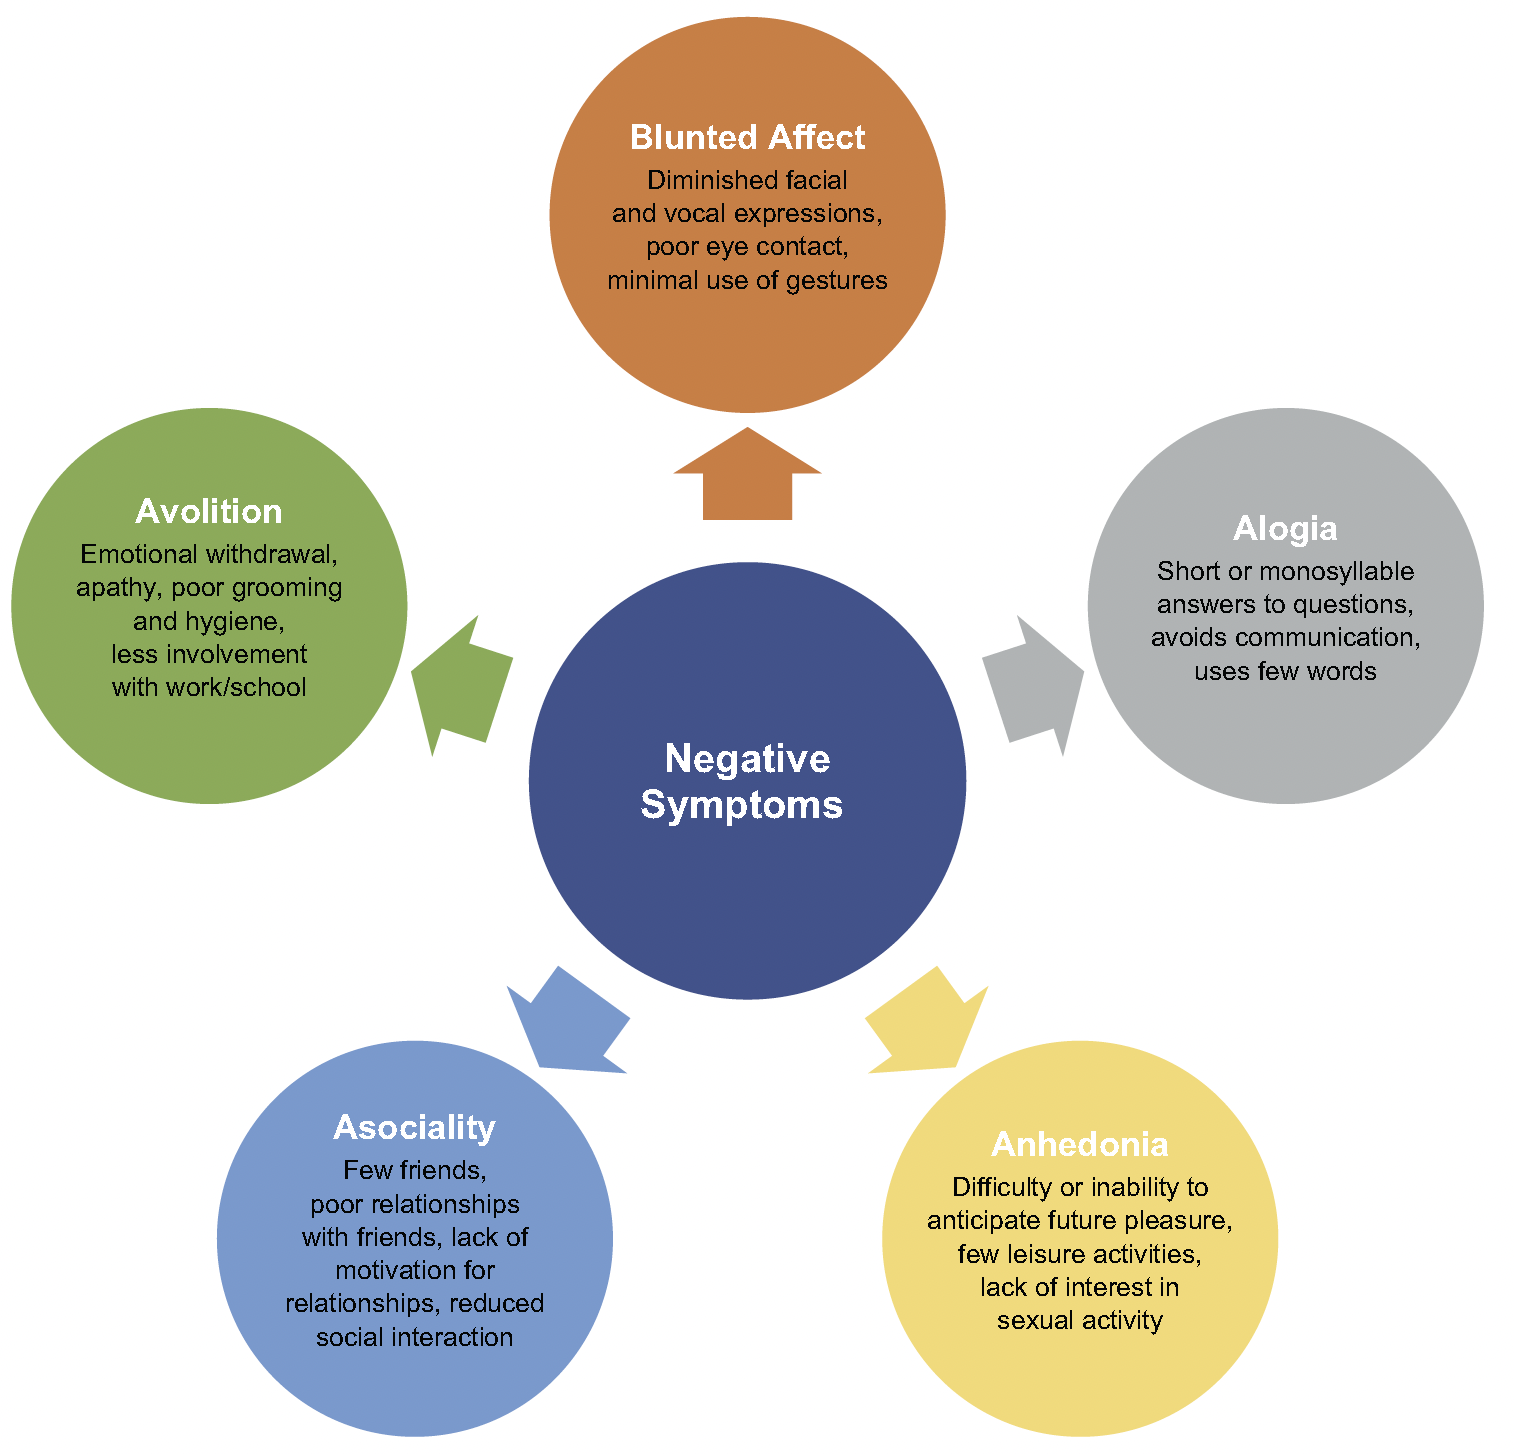 Blunted Affect
Diminished facial
and vocal expressions,
poor eye contact,
minimal use of gestures
Avolition
Emotional withdrawal,
apathy, poor grooming
and hygiene,
less involvement
with work/school
Alogia
Short or monosyllable
answers to questions,
avoids communication,
uses few words
Negative
Symptoms
Asociality
Few friends,
poor relationships
with friends, lack of
motivation for
relationships, reduced
social interaction
Anhedonia
Difficulty or inability to
anticipate future pleasure,
few leisure activities,
lack of interest in
sexual activity